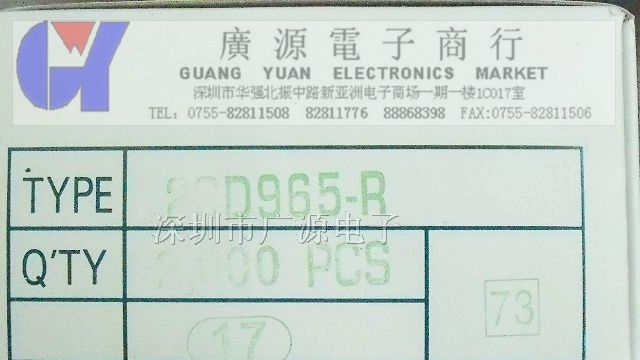 廣源電子商行
GUANG YUAN ELECTRONICS MARKET
深圳市华强北振中路新亚洲电子商场一期一楼1C017室
TEL: 0755-82811508 82811776 88868398 FAX:0755-82811506
TYPE 2SD965-R
深圳市广源电子
Q'TY 00 PCS
73
17